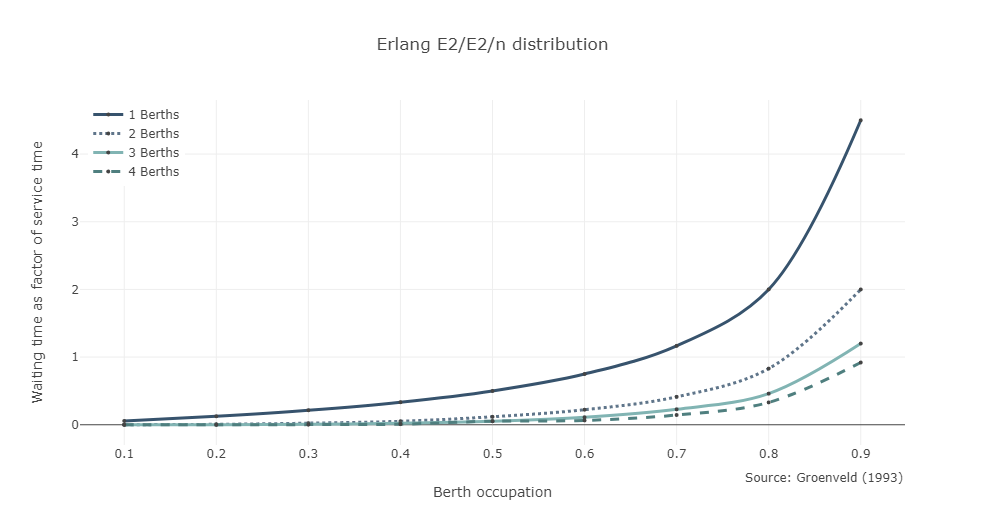 Erlang E2/E2/n distribution
1 Berths
2 Berths
3 Berths
4 Berths
Waiting time as factor of service time
4
3
2
1
0
0.1 0.2 0.3 0.4 0.5 0.6 0.7 0.8 0.9
Source: Groenveld (1993)
Berth occupation